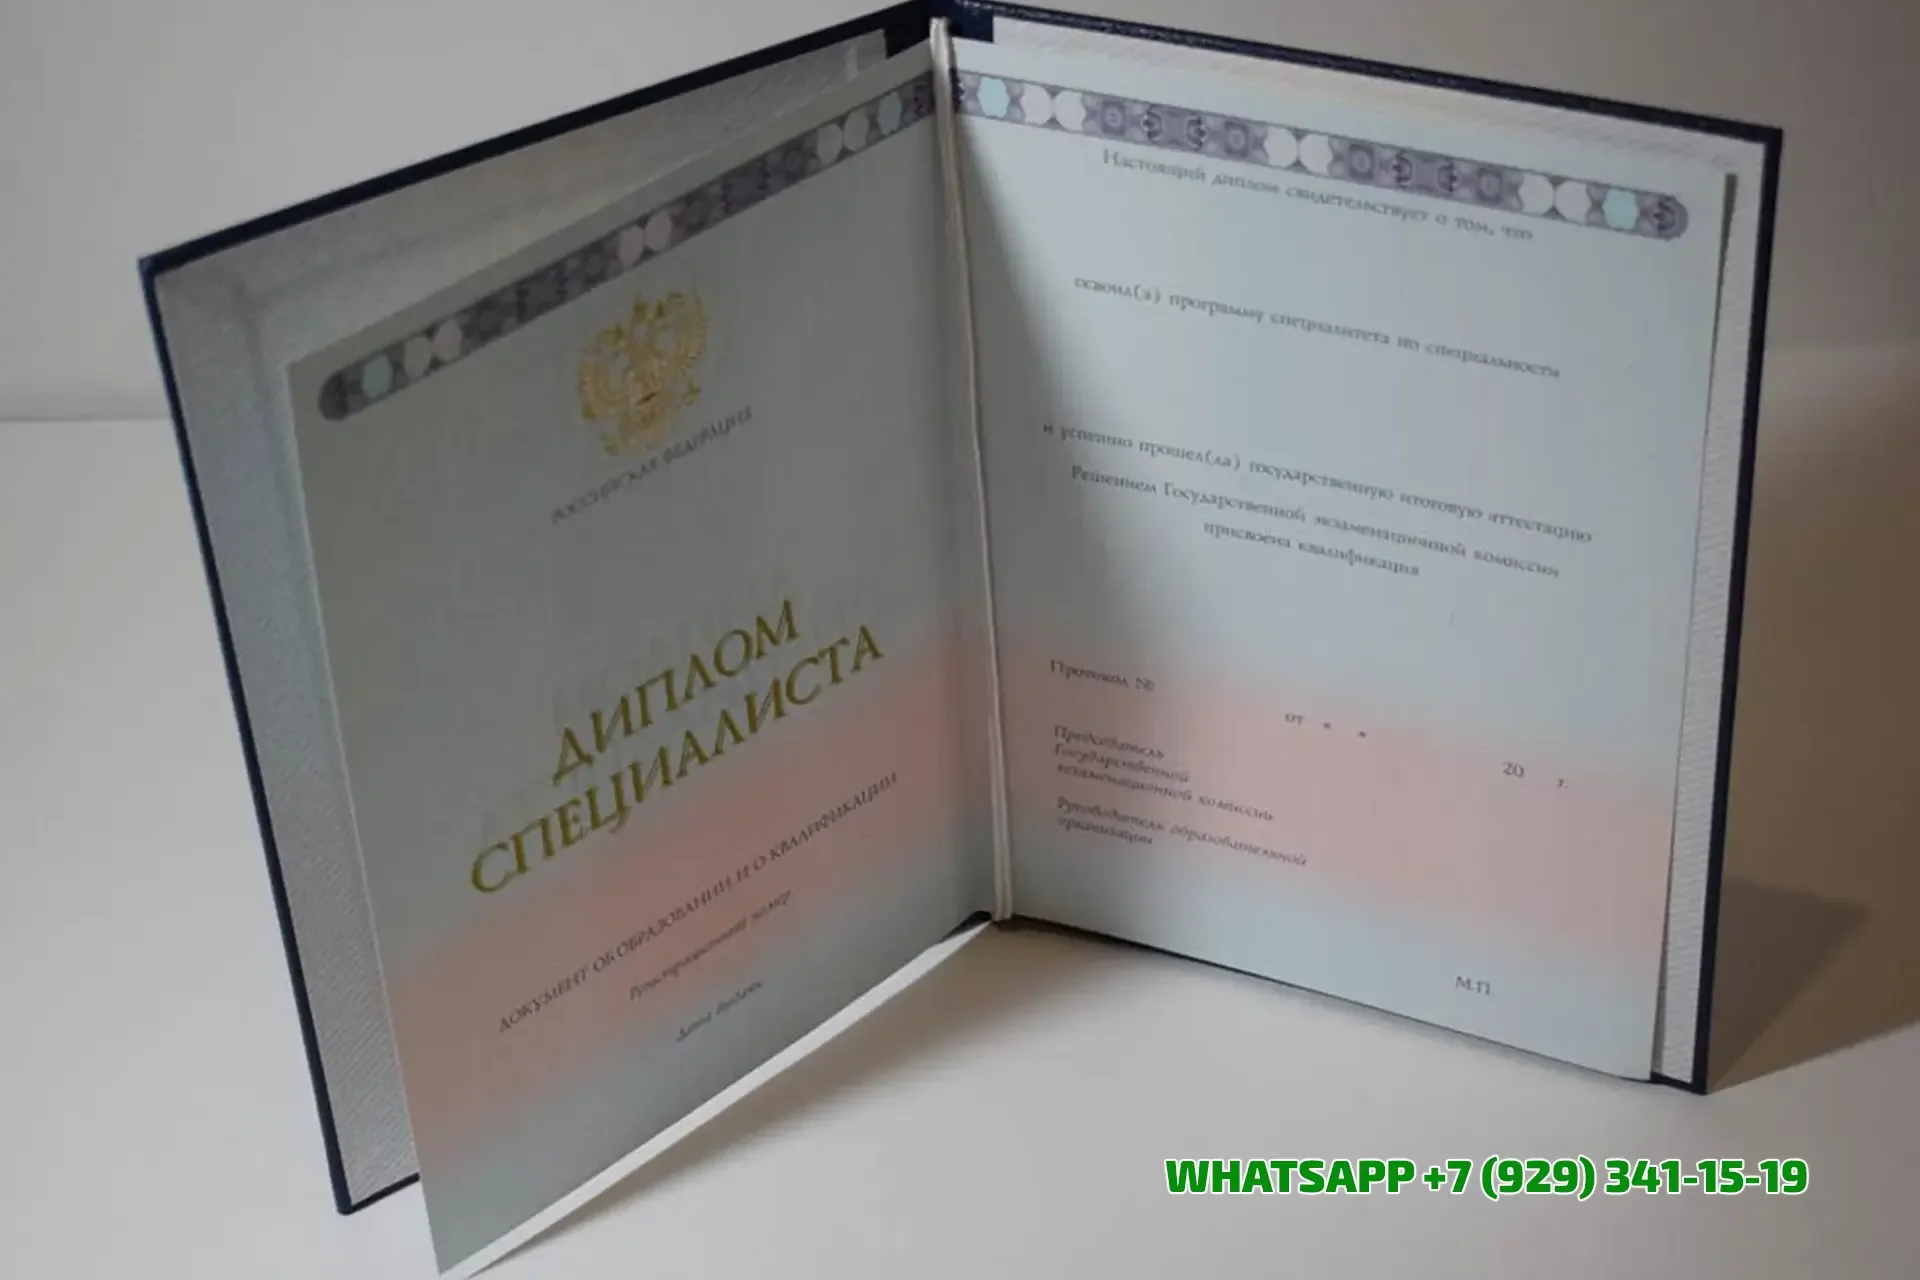 РОССИЙСКАЯ ФЕДЕРАЦИЯ
ДИПЛОМ
СПЕЦИАЛИСТА
ДОКУМЕНТ ОБ ОБРАЗОВАНИИ И О КВАЛИФИКАЦИИ
Регистрационный номер
Дата выдачи
Настоящий диплом свидетельствует о том, что
освоил(а) программу специалитета по специальности
и успешно прошел(ла) государственную итоговую аттестацию
Решением Государственной экзаменационной комиссии
присвоена квалификация
Протокол №
от « »
20 г.
Председатель
Государственной
экзаменационной комиссии
Руководитель образовательной
организации
М.П.
WHATSAPP +7 (929) 341-15-19